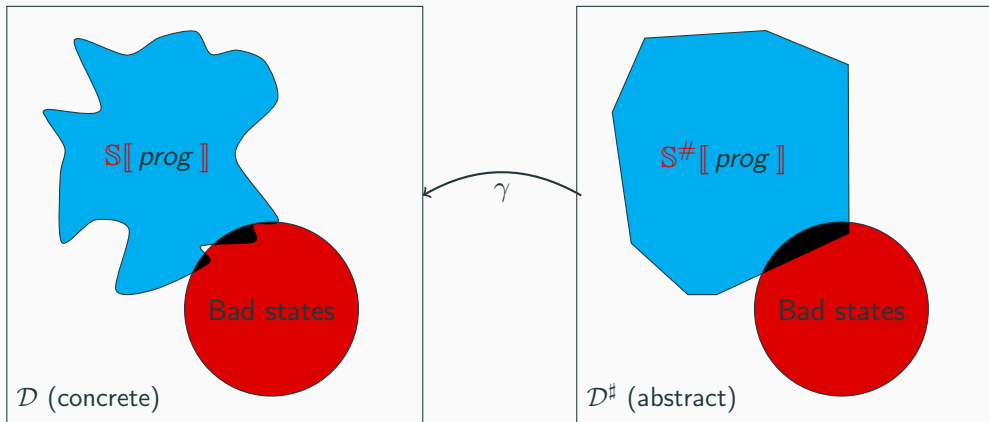 𝕊⟦ prog ⟧
Bad states
𝒟 (concrete)
γ
𝕊#⟦ prog ⟧
Bad states
𝒟♯ (abstract)